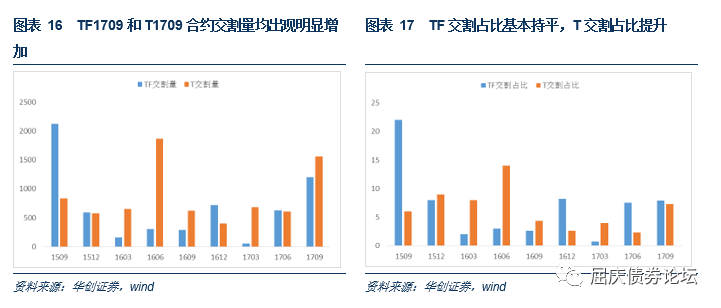 图表 16 TF1709 和 T1709 合约交割量均出现明显增
加
TF交割量 T交割量
2500
2000
1500
1000
500
0
1509 1512 1603 1606 1609 1612 1703 1706 1709
资料来源：华创证券，wind
图表 17 TF 交割占比基本持平，T 交割占比提升
TF交割占比 T交割占比
25
20
15
10
5
0
1509 1512 1603 1606 1609 1612 1703 1706 1709
资料来源：华创证券，wind
屈庆债券论坛